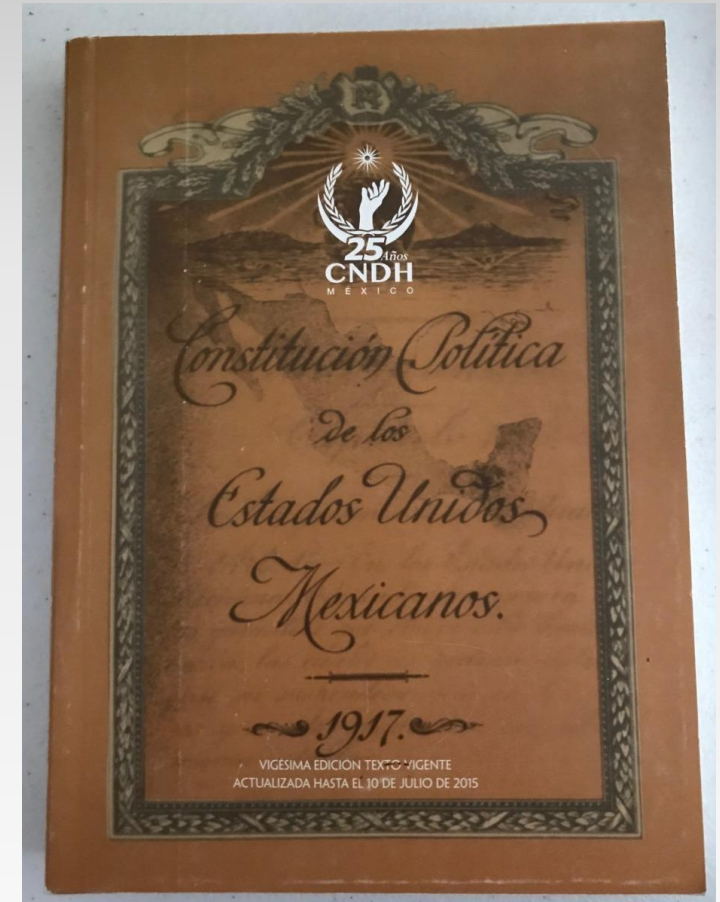 25 Años
CNDH
MÉXICO
Constitución Política
de los
Estados Unidos
Mexicanos.
1917.
VIGÉSIMA EDICIÓN TEXTO VIGENTE
ACTUALIZADA HASTA EL 10 DE JULIO DE 2015